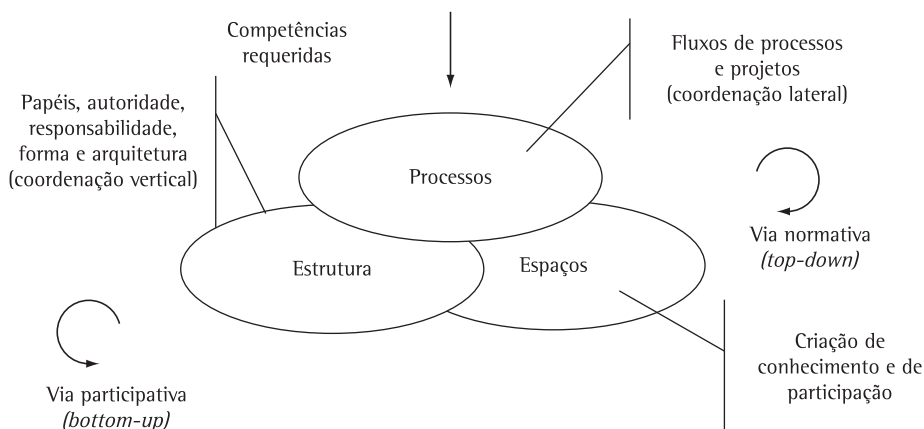 Competências
requeridas
Fluxos de processos
e projetos
(coordenação lateral)
Papéis, autoridade,
responsabilidade,
forma e arquitetura
(coordenação vertical)
Processos
Via normativa
(top-down)
Estrutura
Espaços
Via participativa
(bottom-up)
Criação de
conhecimento e de
participação